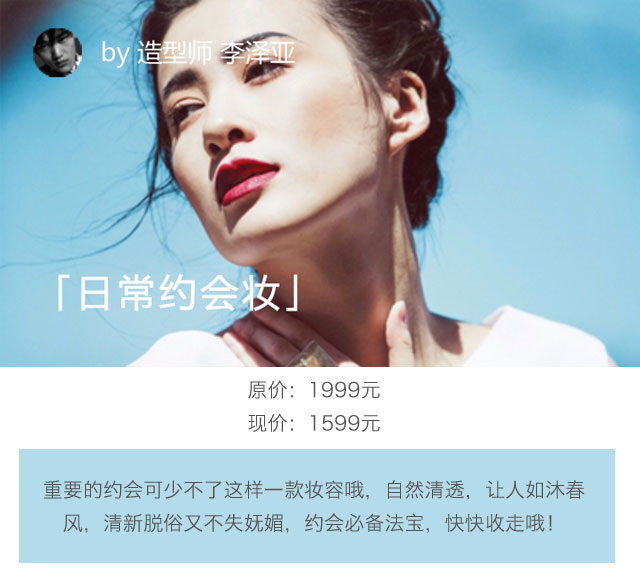 by 造型师 李泽亚
「日常约会妆」
原价：1999元
现价：1599元
重要的约会可少不了这样一款妆容哦，自然清透，让人如沐春
风，清新脱俗又不失妩媚，约会必备法宝，快快收走哦！